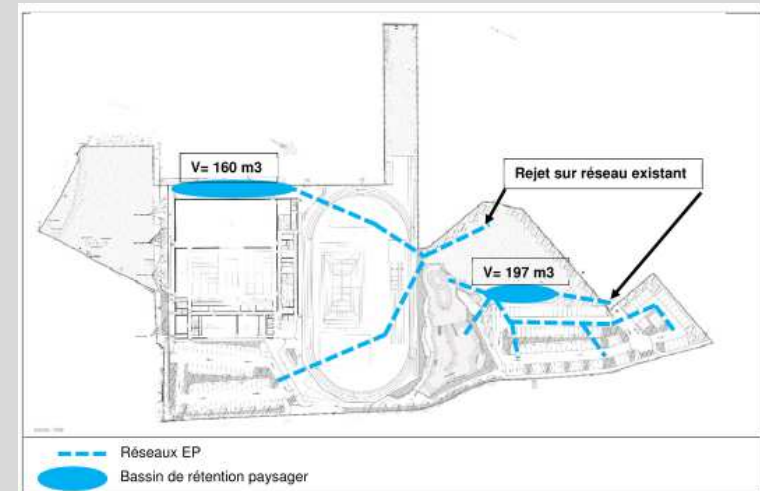 V= 160 m3
Rejet sur réseau existant
V= 197 m3
Réseaux EP
Bassin de rétention paysager